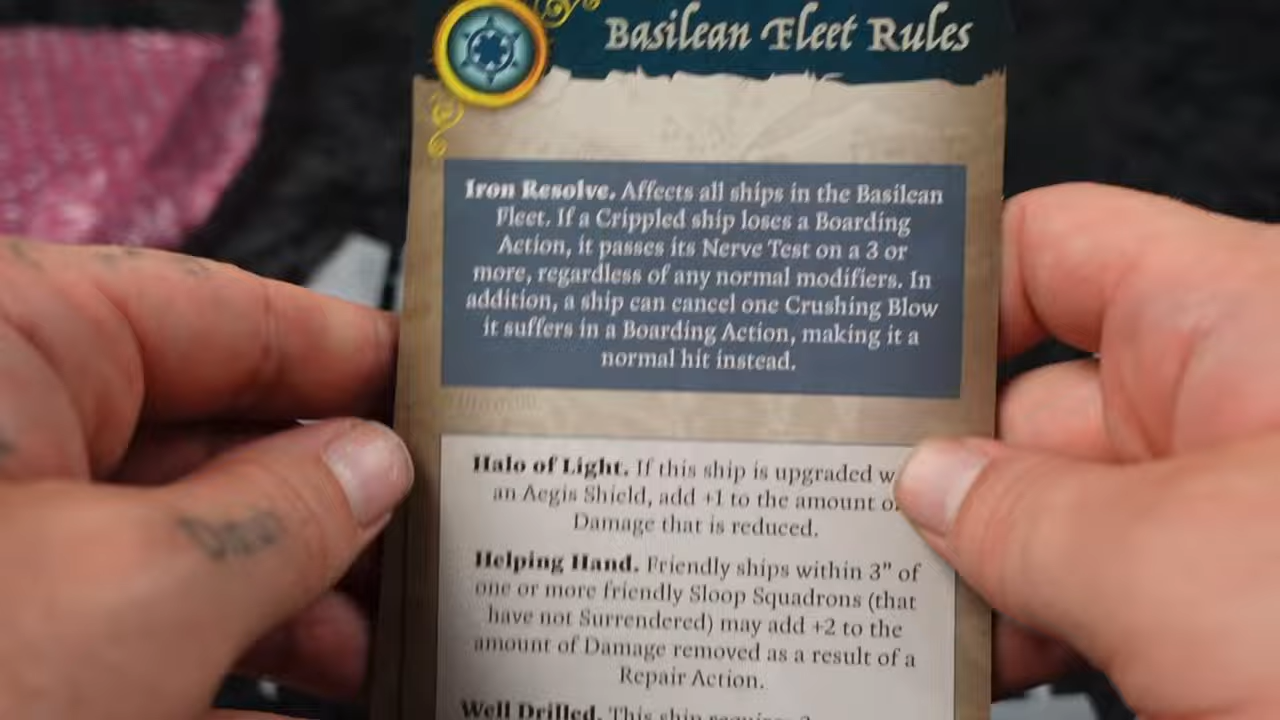 Basilean Fleet Rules
Iron Resolve. Affects all ships in the Basilean
Fleet. If a Crippled ship loses a Boarding
Action, it passes its Nerve Test on a 3 or
more, regardless of any normal modifiers. In
addition, a ship can cancel one Crushing Blow
it suffers in a Boarding Action, making it a
normal hit instead.
Halo of Light. If this ship is upgraded w
an Aegis Shield, add +1 to the amount o
Damage that is reduced.
Helping Hand. Friendly ships within 3" of
one or more friendly Sloop Squadrons (that
have not Surrendered) may add +2 to the
amount of Damage removed as a result of a
Repair Action.
Well Drilled. This ship